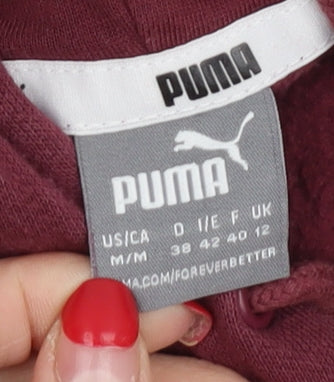 PUMA
PUMA
US/CA D I/E F UK
M/M 38 42 40 12
MA.COM/FOREVERBETTER